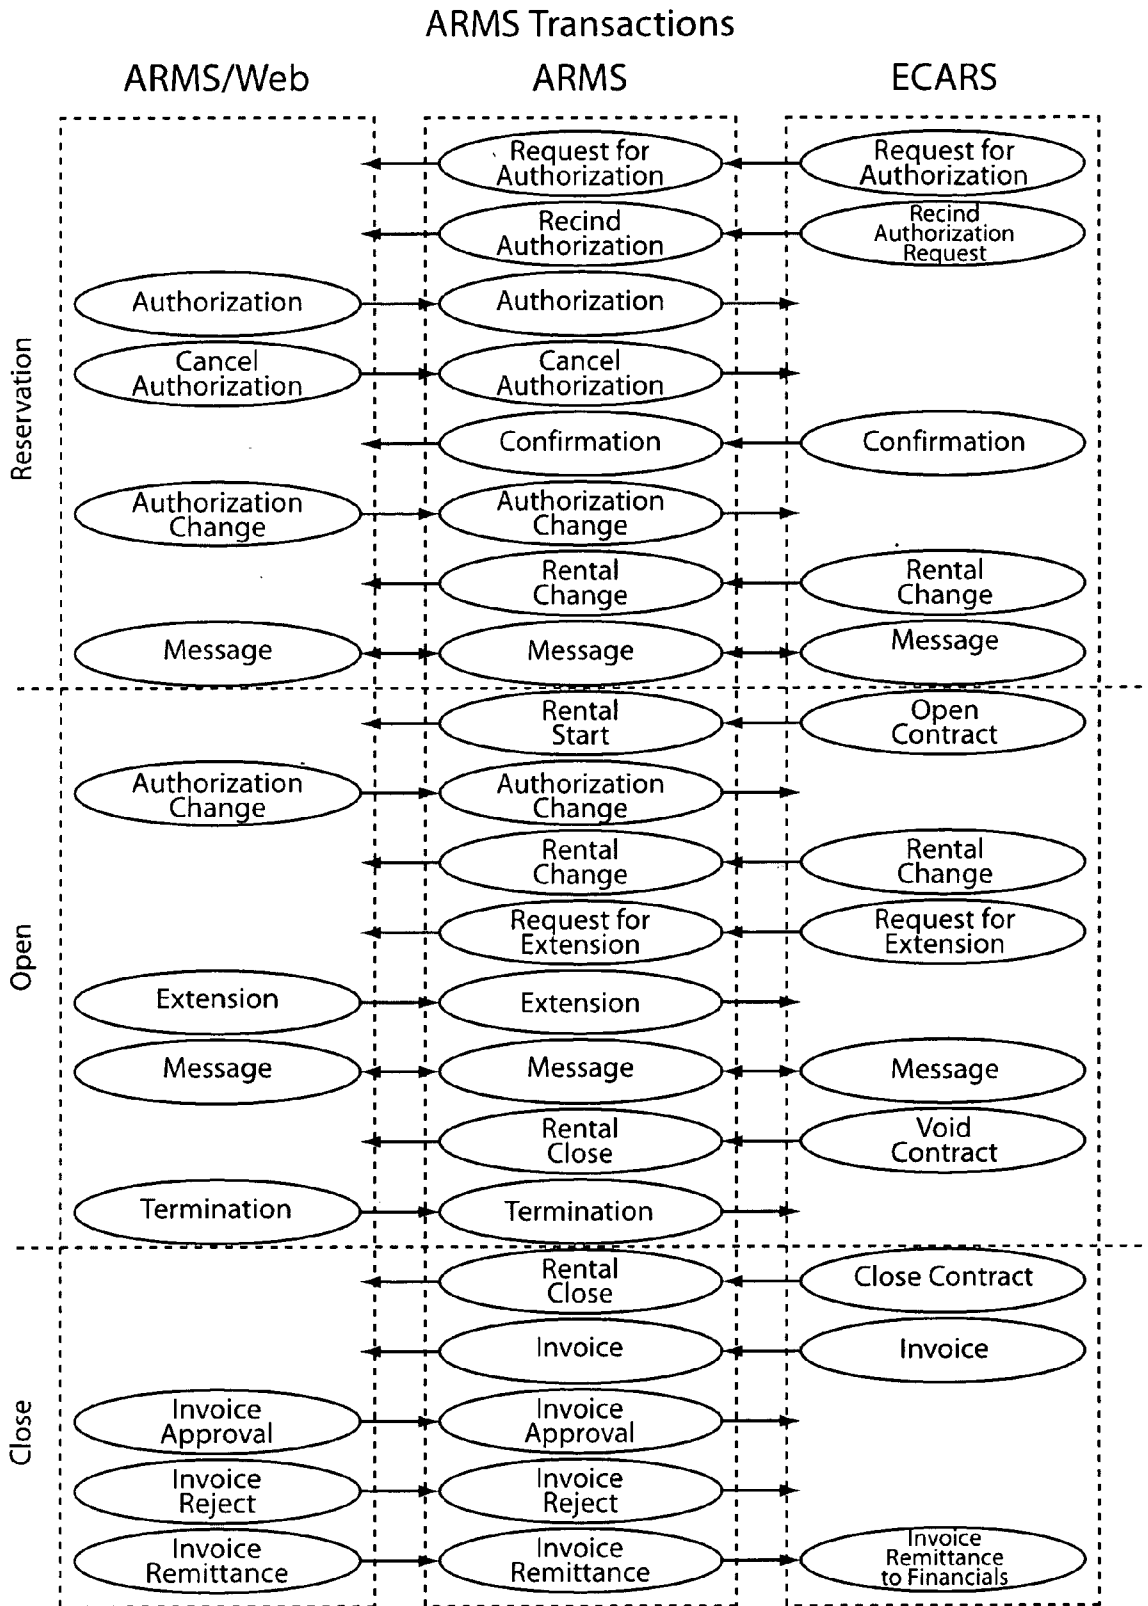 ARMS Transactions
ARMS/Web
ARMS
ECARS
Reservation
Request for
Authorization
Request for
Authorization
Recind
Authorization
Recind
Authorization
Request
Authorization
Authorization
Cancel
Authorization
Cancel
Authorization
Confirmation
Confirmation
Authorization
Change
Authorization
Change
Rental
Change
Rental
Change
Message
Message
Message
Open
Rental
Start
Open
Contract
Authorization
Change
Authorization
Change
Rental
Change
Rental
Change
Request for
Extension
Request for
Extension
Extension
Extension
Message
Message
Message
Rental
Close
Void
Contract
Termination
Termination
Close
Rental
Close
Close Contract
Invoice
Invoice
Invoice
Approval
Invoice
Approval
Invoice
Reject
Invoice
Reject
Invoice
Remittance
Invoice
Remittance
Invoice
Remittance
to Financials